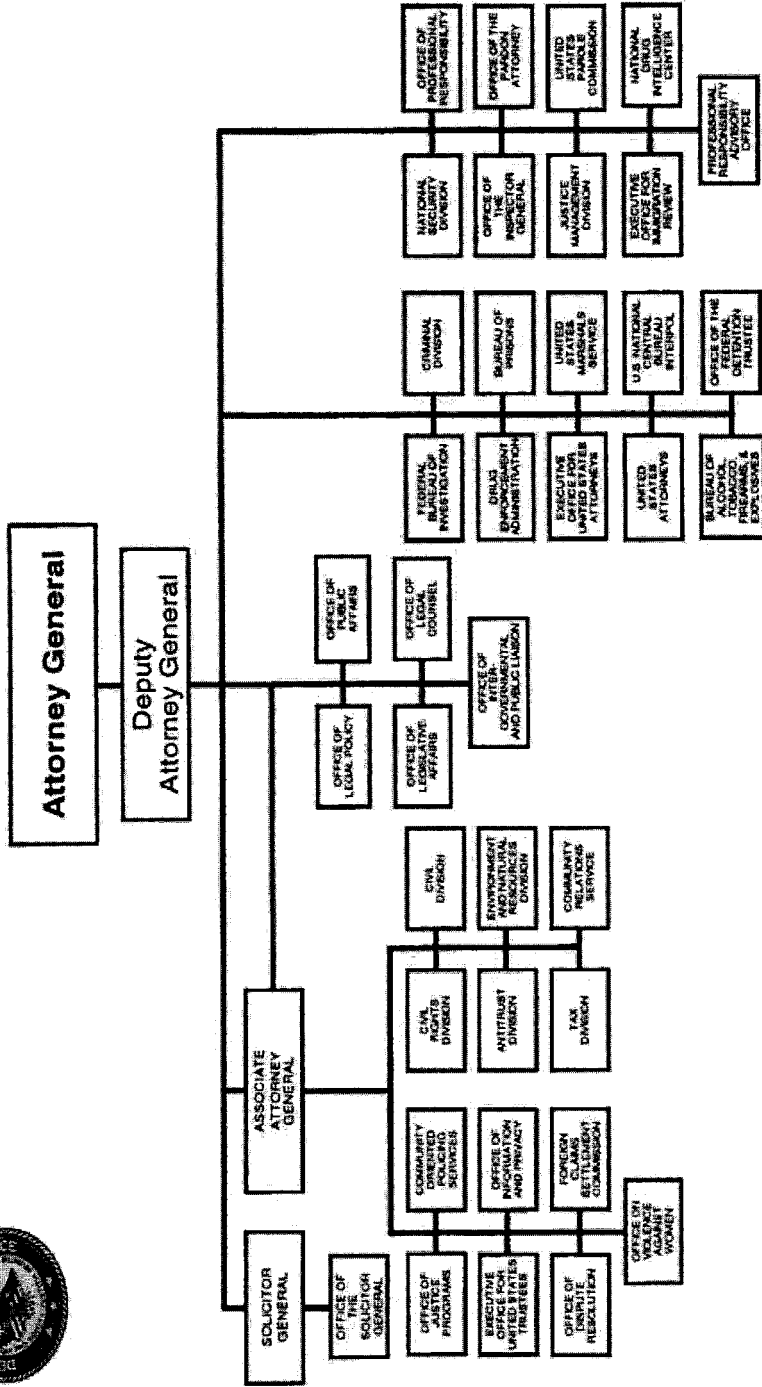 Attorney General
Deputy
Attorney General
SOLICITOR
GENERAL
ASSOCIATE
ATTORNEY
GENERAL
OFFICE OF
THE
SOLICITOR
GENERAL
OFFICE OF
LEGAL POLICY
OFFICE OF
PUBLIC
AFFAIRS
OFFICE OF
LEGISLATIVE
AFFAIRS
OFFICE OF
LEGAL
COUNSEL
OFFICE OF
INTER-
GOVERNMENTAL
AND PUBLIC LIAISON
OFFICE OF
JUSTICE
PROGRAMS
COMMUNITY
ORIENTED
POLICING
SERVICES
EXECUTIVE
OFFICE FOR
UNITED STATES
TRUSTEES
OFFICE OF
INFORMATION
AND PRIVACY
OFFICE OF
DISPUTE
RESOLUTION
FOREIGN
CLAIMS
SETTLEMENT
COMMISSION
OFFICE ON
VIOLENCE
AGAINST
WOMEN
CIVIL
RIGHTS
DIVISION
CIVIL
DIVISION
ANTITRUST
DIVISION
ENVIRONMENT
AND NATURAL
RESOURCES
DIVISION
TAX
DIVISION
COMMUNITY
RELATIONS
SERVICE
FEDERAL
BUREAU OF
INVESTIGATION
CRIMINAL
DIVISION
DRUG
ENFORCEMENT
ADMINISTRATION
BUREAU OF
PRISONS
EXECUTIVE
OFFICE FOR
UNITED STATES
ATTORNEYS
UNITED
STATES
MARSHALS
SERVICE
UNITED
STATES
ATTORNEYS
U.S. NATIONAL
CENTRAL
BUREAU
INTERPOL
BUREAU OF
ALCOHOL,
TOBACCO,
FIREARMS, &
EXPLOSIVES
OFFICE OF THE
FEDERAL
DETENTION
TRUSTEE
NATIONAL
SECURITY
DIVISION
OFFICE OF
PROFESSIONAL
RESPONSIBILITY
OFFICE OF
THE
INSPECTOR
GENERAL
OFFICE OF THE
PARDON
ATTORNEY
JUSTICE
MANAGEMENT
DIVISION
UNITED
STATES
PAROLE
COMMISSION
EXECUTIVE
OFFICE FOR
IMMIGRATION
REVIEW
NATIONAL
DRUG
INTELLIGENCE
CENTER
PROFESSIONAL
RESPONSIBILITY
ADVISORY
OFFICE